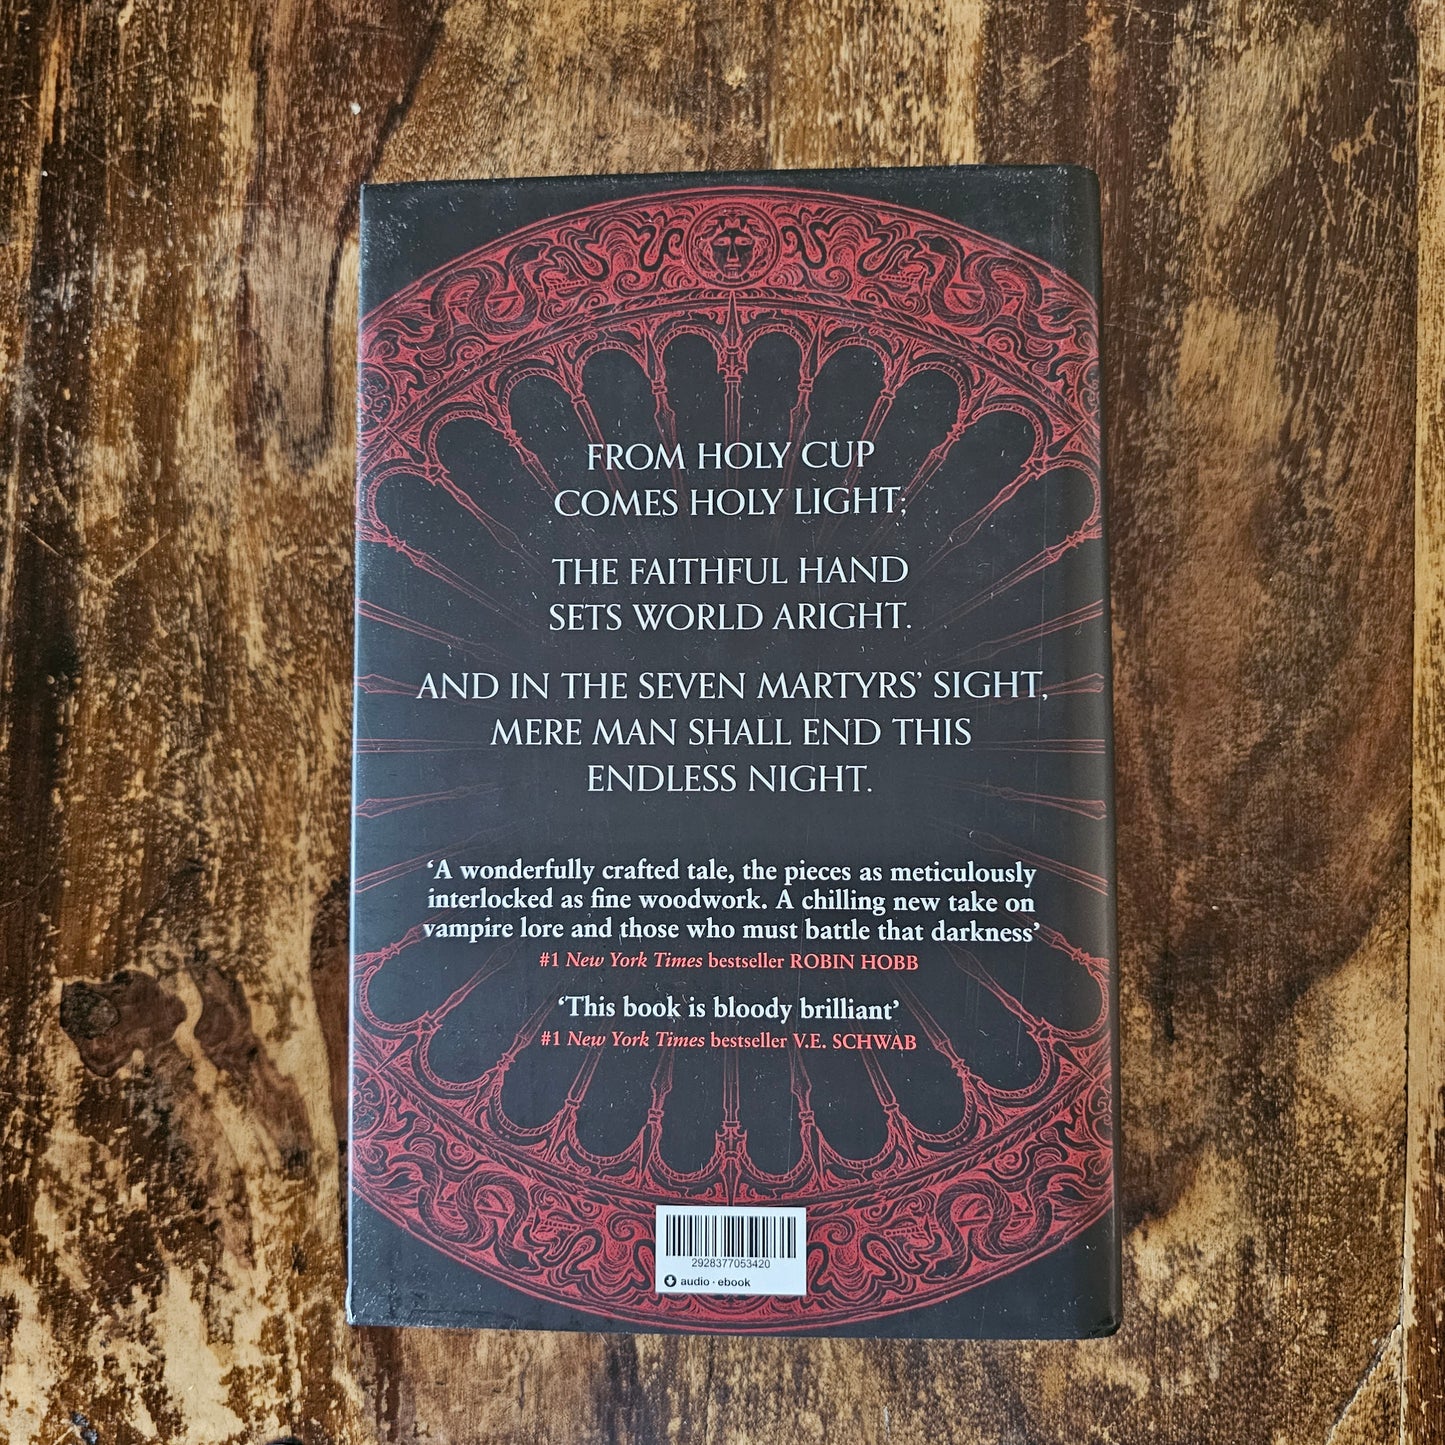 FROM HOLY CUP
COMES HOLY LIGHT;
THE FAITHFUL HAND
SETS WORLD ARIGHT.
AND IN THE SEVEN MARTYRS’ SIGHT,
MERE MAN SHALL END THIS
ENDLESS NIGHT.
‘A wonderfully crafted tale, the pieces as meticulously
interlocked as fine woodwork. A chilling new take on
vampire lore and those who must battle that darkness’
#1 New York Times bestseller ROBIN HOBB
‘This book is bloody brilliant’
#1 New York Times bestseller V.E. SCHWAB
2928377053420
audio · ebook